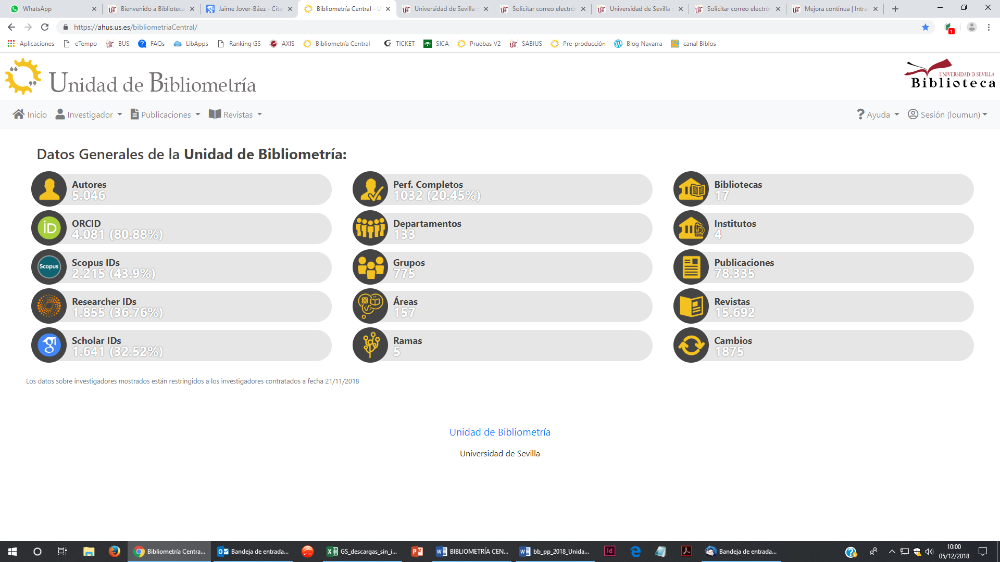 WhatsApp
Bienvenido a Biblioteca
Jaime Jover-Báez - Cita
Bibliometría Central - U
Universidad de Sevilla
Solicitar correo electró
Universidad de Sevilla
Solicitar correo electró
Mejora continua | Intra
https://ahus.us.es/bibliometriaCentral/
1
Aplicaciones eTempo BUS FAQs LibApps Ranking GS AXIS Bibliometría Central - TICKET SICA Pruebas V2 SABIUS Pre-producción Blog Navarra canal Biblos
Unidad de Bibliometría
UNIVERSIDAD D SEVILLA
Biblioteca
Inicio Investigador Publicaciones Revistas Ayuda Sesión (loumun)
Datos Generales de la Unidad de Bibliometría:
Autores
5.046
Perf. Completos
1032 (20.45%)
Bibliotecas
17
iD
ORCID
4.081 (80.88%)
Departamentos
133
Institutos
4
Scopus
Scopus IDs
2.215 (43.9%)
Grupos
775
Publicaciones
78.335
Researcher IDs
1.855 (36.76%)
Áreas
157
Revistas
15.692
Scholar IDs
1.641 (32.52%)
Ramas
5
Cambios
1875
Los datos sobre investigadores mostrados están restringidos a los investigadores contratados a fecha 21/11/2018
Unidad de Bibliometría
Universidad de Sevilla
Bibliometría Centra...
Bandeja de entrada...
GS_descargas_sin_i...
BIBLIOMETRÍA CEN...
bb_pp_2018_Unida...
Id
Bandeja de entrada...
10:00
05/12/2018